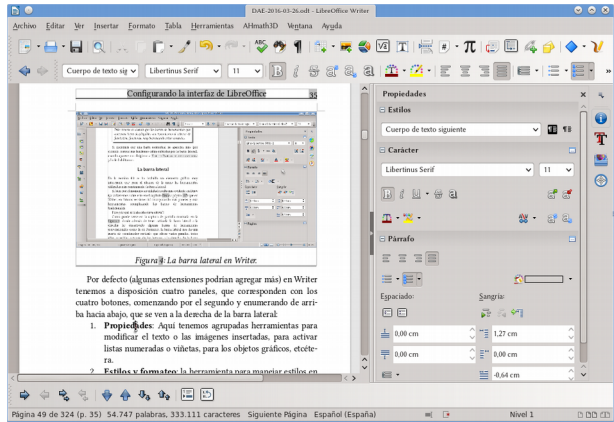 DAE-2016-03-26.odt - LibreOffice Writer
Archivo Editar Ver Insertar Formato Tabla Herramientas AHmath3D Ventana Ayuda
Cuerpo de texto sig
Libertinus Serif
11
Configurando la interfaz de LibreOffice 35
La barra lateral
Figura 4: La barra lateral en Writer.
Por defecto (algunas extensiones podrían agregar más) en Writer
tenemos a disposición cuatro paneles, que corresponden con los
cuatro botones, comenzando por el segundo y enumerando de arri-
ba hacia abajo, que se ven a la derecha de la barra lateral:
1. Propiedades: Aquí tenemos agrupadas herramientas para
modificar el texto o las imágenes insertadas, para activar
listas numeradas o viñetas, para los objetos gráficos, etcéte-
ra.
2. Estilos y formato: la herramienta para manejar estilos en
Propiedades
Estilos
Cuerpo de texto siguiente
Carácter
Libertinus Serif
11
Párrafo
Espaciado:
Sangría:
0,00 cm
1,27 cm
0,00 cm
0,00 cm
-0,64 cm
Página 49 de 324 (p. 35) 54.747 palabras, 333.111 caracteres Siguiente Página Español (España) Nivel 1